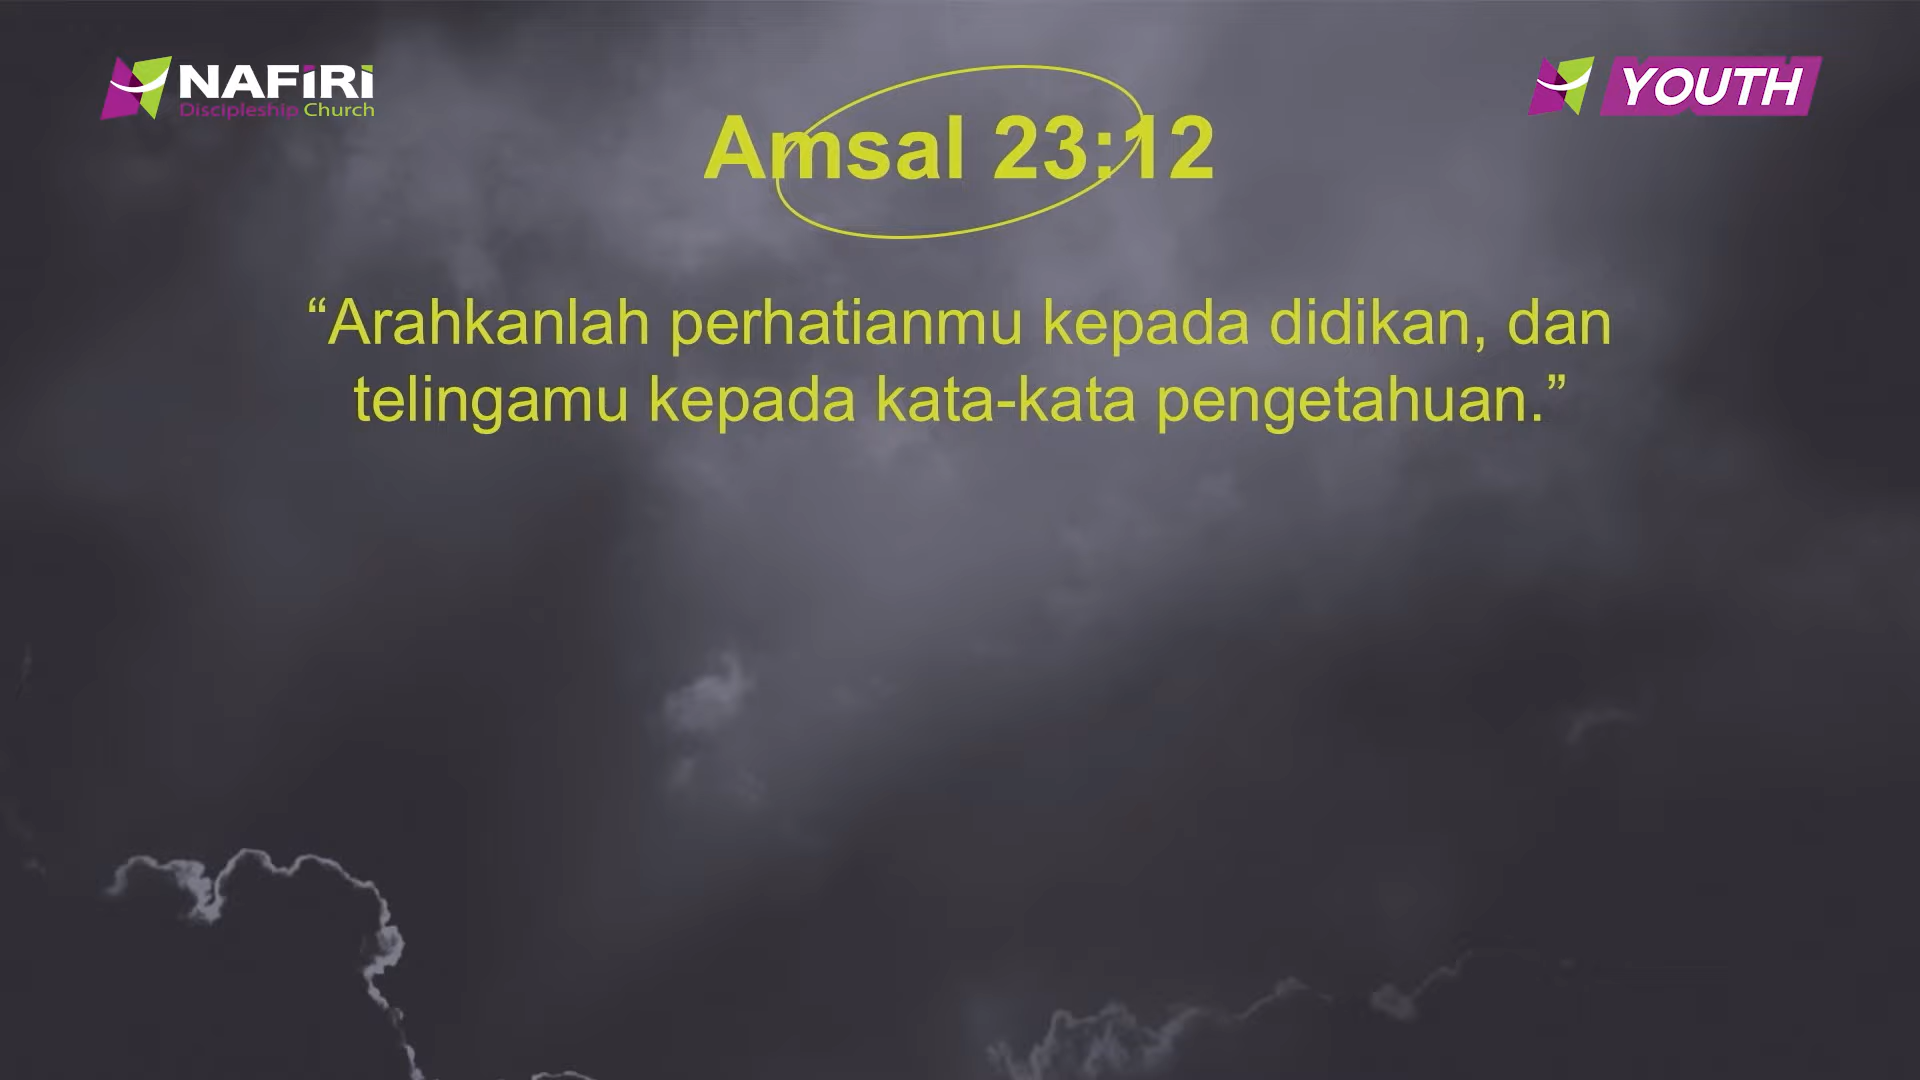 NAFIRI
Discipleship Church
YOUTH
Amsal 23:12
“Arahkanlah perhatianmu kepada didikan, dan
telingamu kepada kata-kata pengetahuan.”